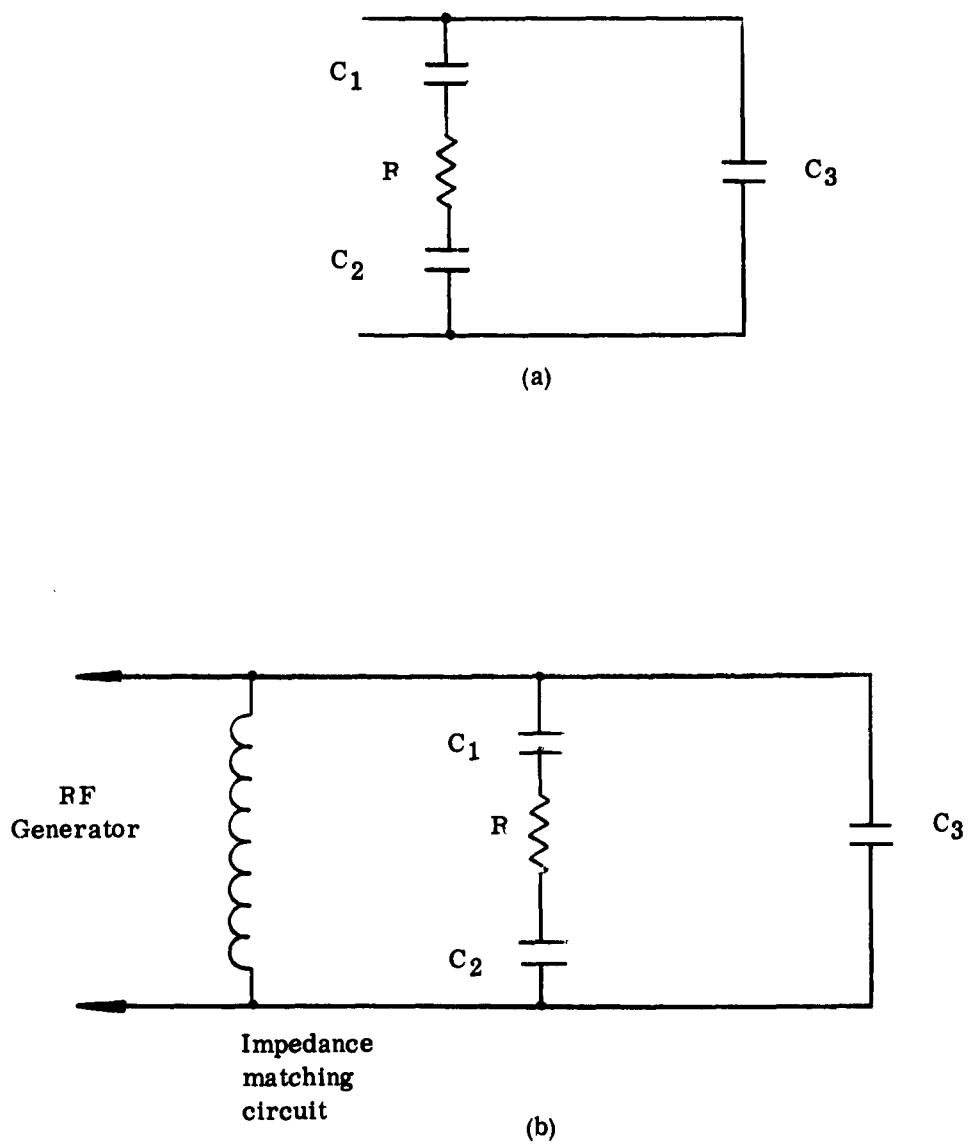 C1
R
C2
C3
(a)
C1
RF
Generator
R
C3
C2
Impedance
matching
circuit
(b)